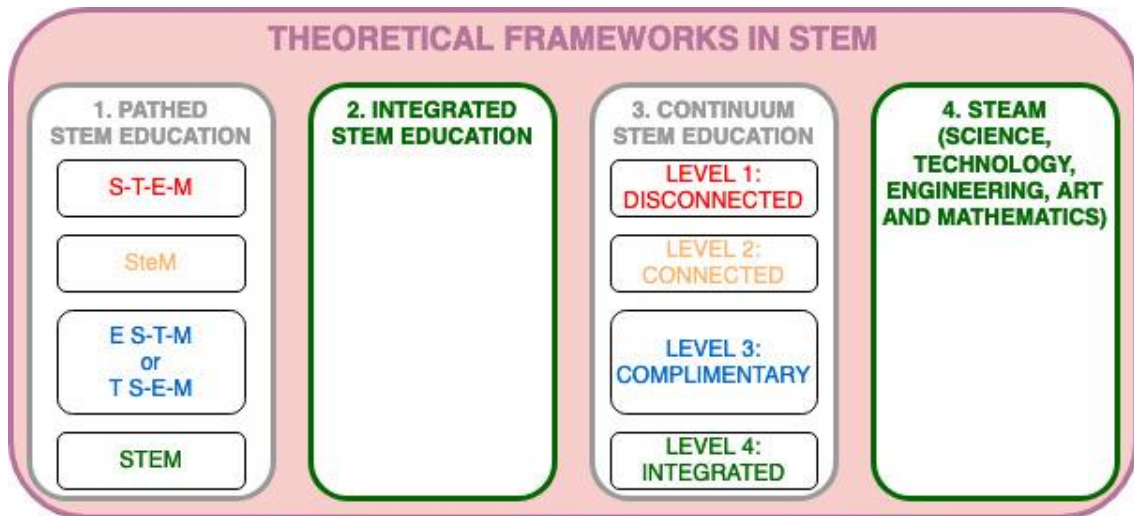 THEORETICAL FRAMEWORKS IN STEM
1. PATHED
STEM EDUCATION
S-T-E-M
SteM
E S-T-M
or
T S-E-M
STEM
2. INTEGRATED
STEM EDUCATION
3. CONTINUUM
STEM EDUCATION
LEVEL 1:
DISCONNECTED
LEVEL 2:
CONNECTED
LEVEL 3:
COMPLIMENTARY
LEVEL 4:
INTEGRATED
4. STEAM
(SCIENCE,
TECHNOLOGY,
ENGINEERING, ART
AND MATHEMATICS)